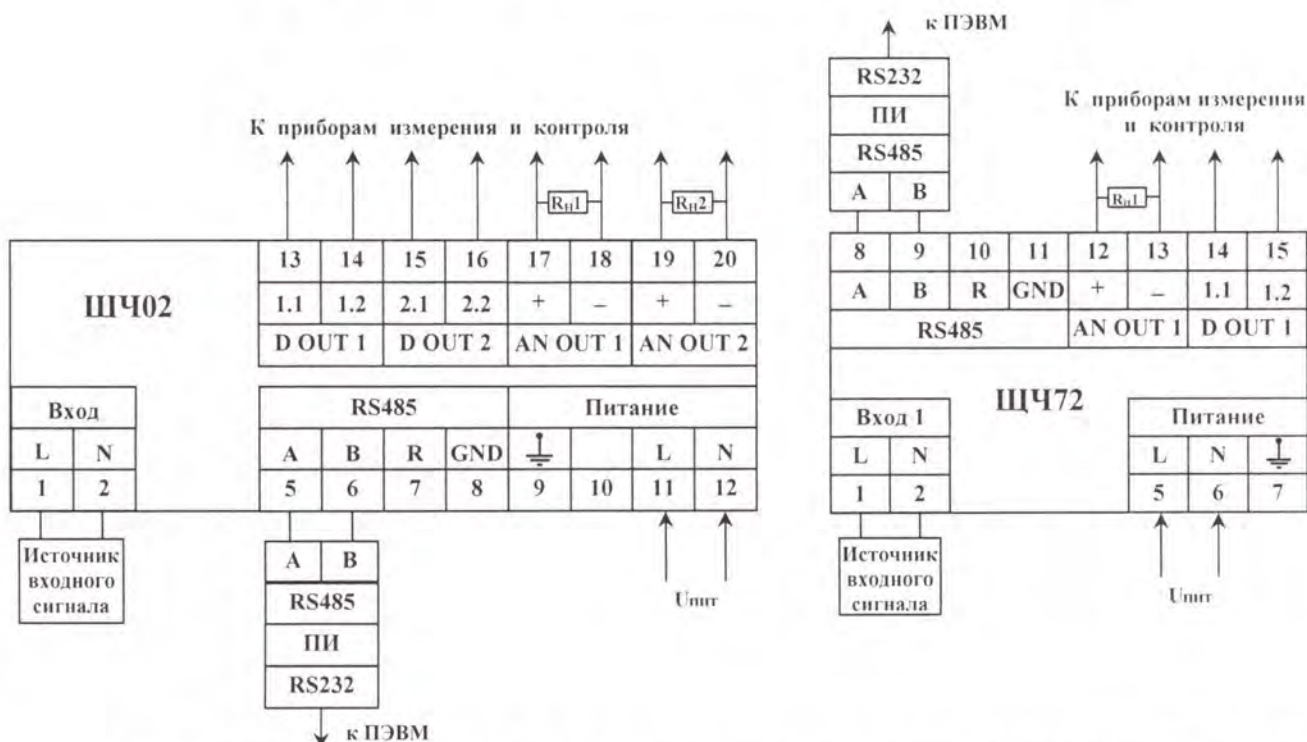 К приборам измерения и контроля
Rн1
Rн2
13 14 15 16 17 18 19 20
ЩЧ02
1.1 1.2 2.1 2.2 + – + –
D OUT 1 D OUT 2 AN OUT 1 AN OUT 2
Вход
RS485 Питание
L N
A B R GND L N
1 2
5 6 7 8 9 10 11 12
Источник
входного
сигнала
A B
RS485
ПИ
RS232
к ПЭВМ
Uпит
к ПЭВМ
RS232
ПИ
RS485
A B
К приборам измерения
и контроля
Rн1
8 9 10 11 12 13 14 15
A B R GND + – 1.1 1.2
RS485 AN OUT 1 D OUT 1
ЩЧ72
Вход 1
Питание
L N
L N
1 2
5 6 7
Источник
входного
сигнала
Uпит